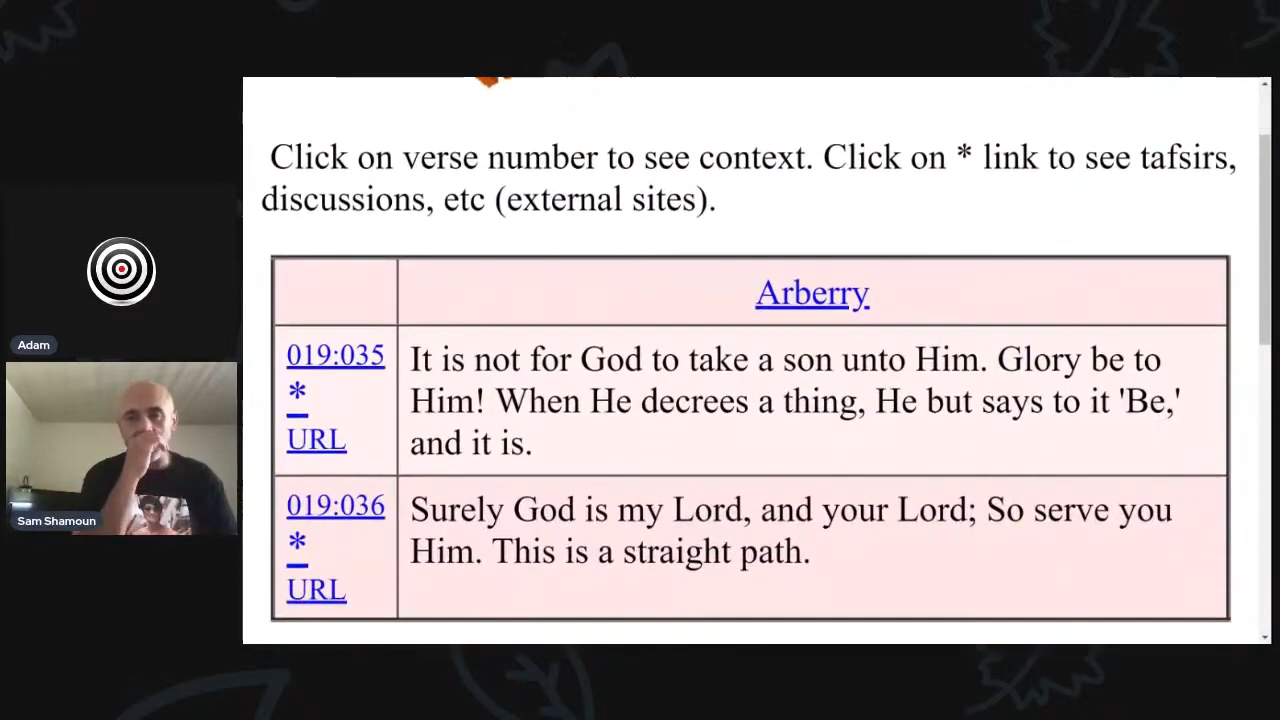 Click on verse number to see context. Click on * link to see tafsirs,
discussions, etc (external sites).
Arberry
019:035
*
URL
It is not for God to take a son unto Him. Glory be to
Him! When He decrees a thing, He but says to it 'Be,'
and it is.
019:036
*
URL
Surely God is my Lord, and your Lord; So serve you
Him. This is a straight path.
Adam
Sam Shamoun